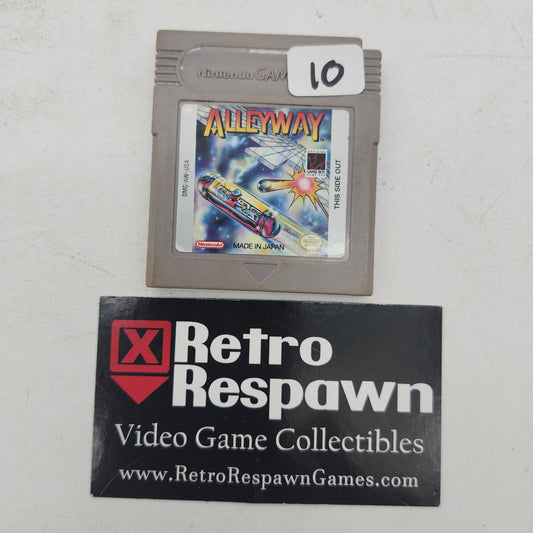 Nintendo GAM
10
ALLEYWAY
DMG-AW-USA
THIS SIDE OUT
GAME BOY
Nintendo
MADE IN JAPAN
X Retro
Respawn
Video Game Collectibles
www.RetroRespawnGames.com